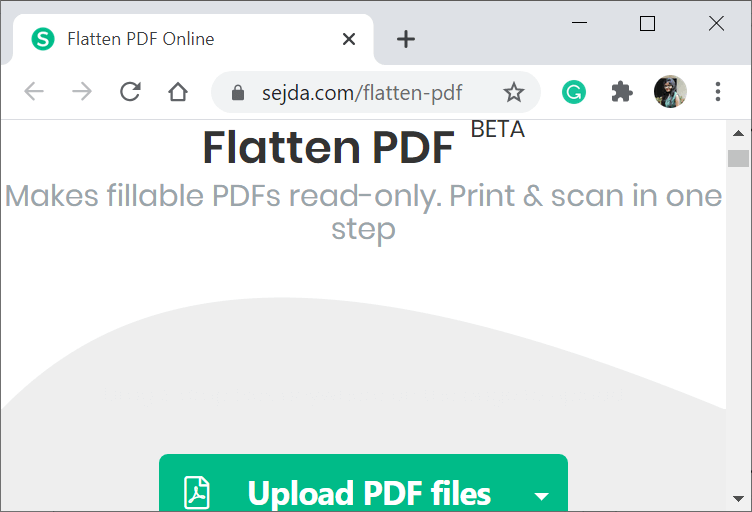 S Flatten PDF Online
sejda.com/flatten-pdf
Flatten PDF BETA
Makes fillable PDFs read-only. Print & scan in one
step
Upload PDF files